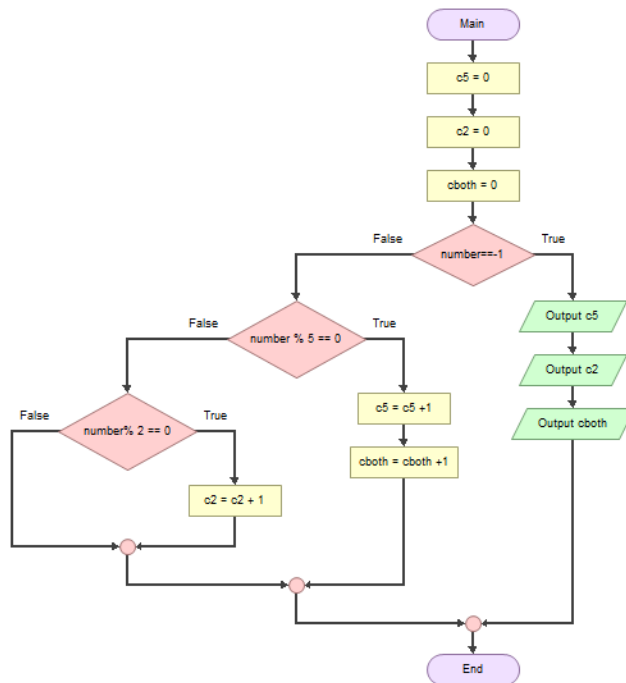 Main
c5 = 0
c2 = 0
cboth = 0
False
True
number==-1
False
True
number % 5 == 0
Output c5
False
True
number% 2 == 0
c5 = c5 +1
Output c2
cboth = cboth +1
Output cboth
c2 = c2 + 1
End